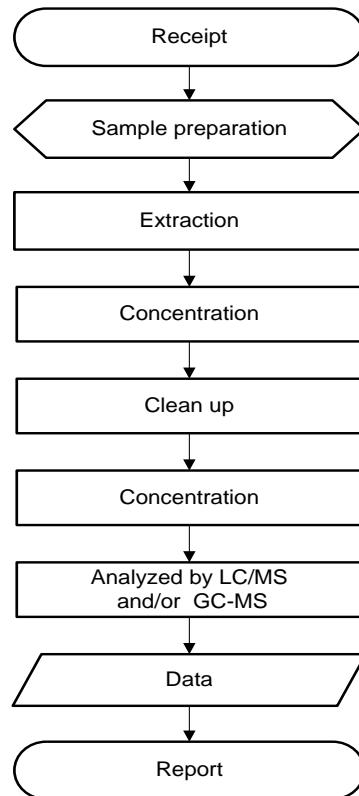 Receipt
Sample preparation
Extraction
Concentration
Clean up
Concentration
Analyzed by LC/MS
and/or GC-MS
Data
Report